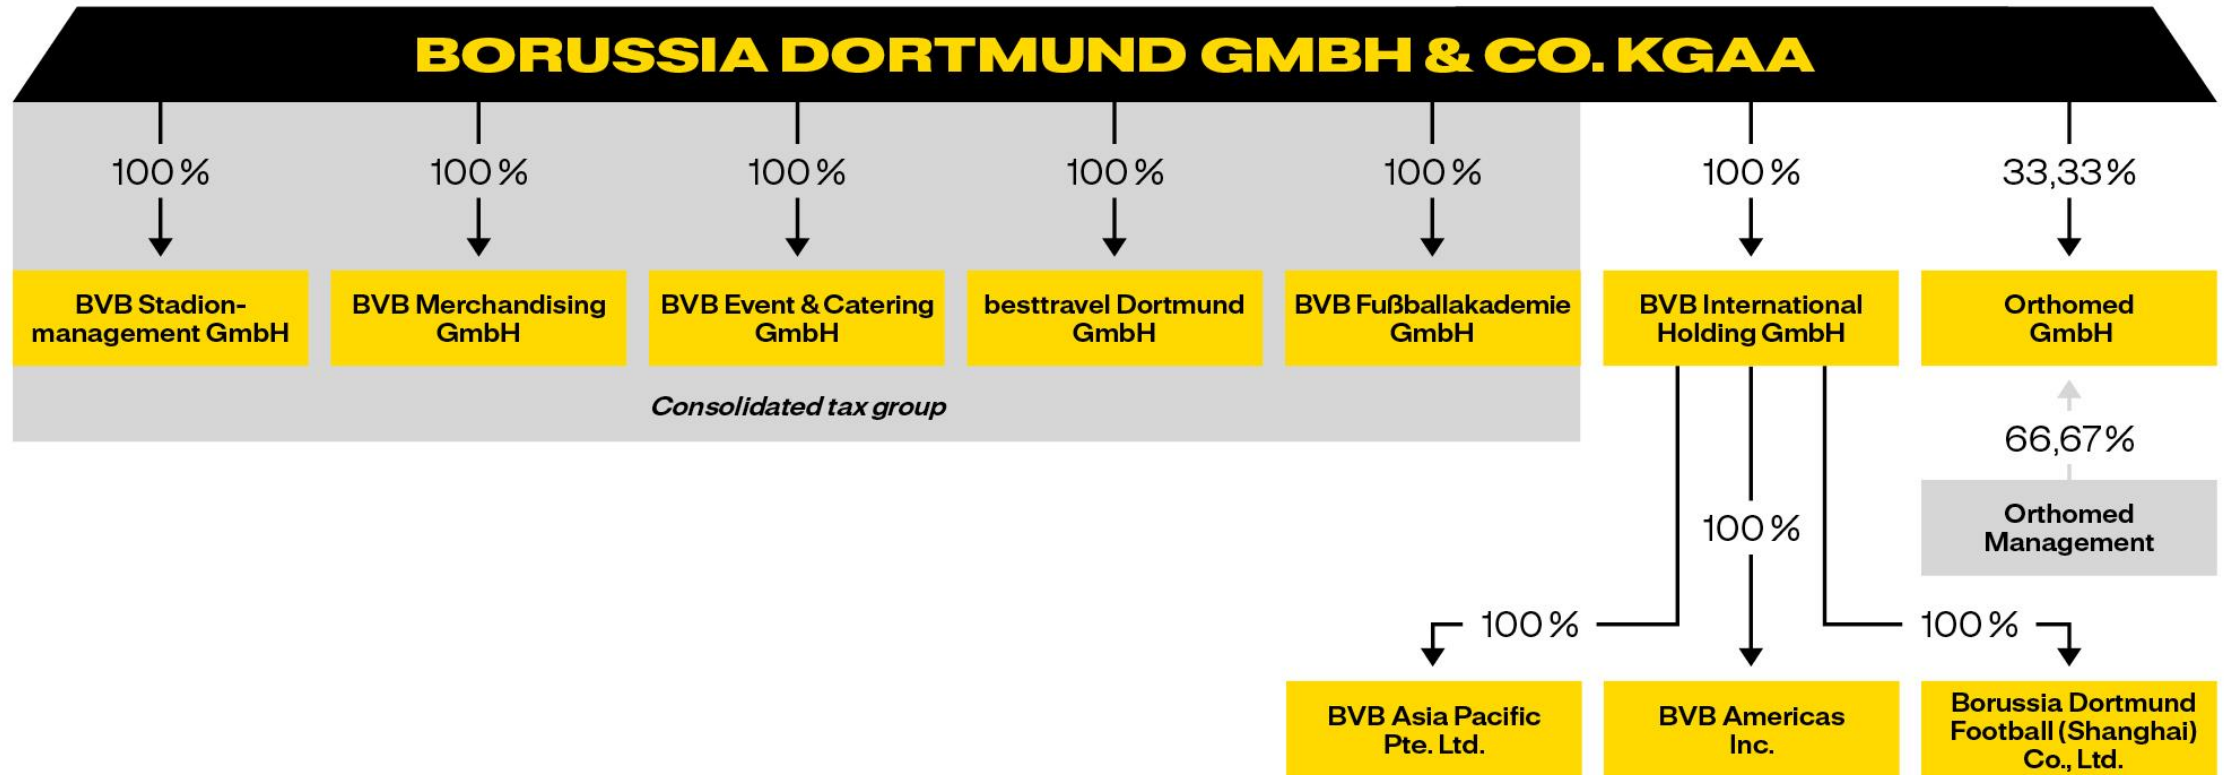 BORUSSIA DORTMUND GMBH & CO. KGAA
100 %
100 %
100 %
100 %
100 %
100 %
33,33 %
BVB Stadion-
management GmbH
BVB Merchandising
GmbH
BVB Event & Catering
GmbH
besttravel Dortmund
GmbH
BVB Fußballakademie
GmbH
BVB International
Holding GmbH
Orthomed
GmbH
Consolidated tax group
66,67 %
Orthomed
Management
100 %
100 %
100 %
BVB Asia Pacific
Pte. Ltd.
BVB Americas
Inc.
Borussia Dortmund
Football (Shanghai)
Co., Ltd.